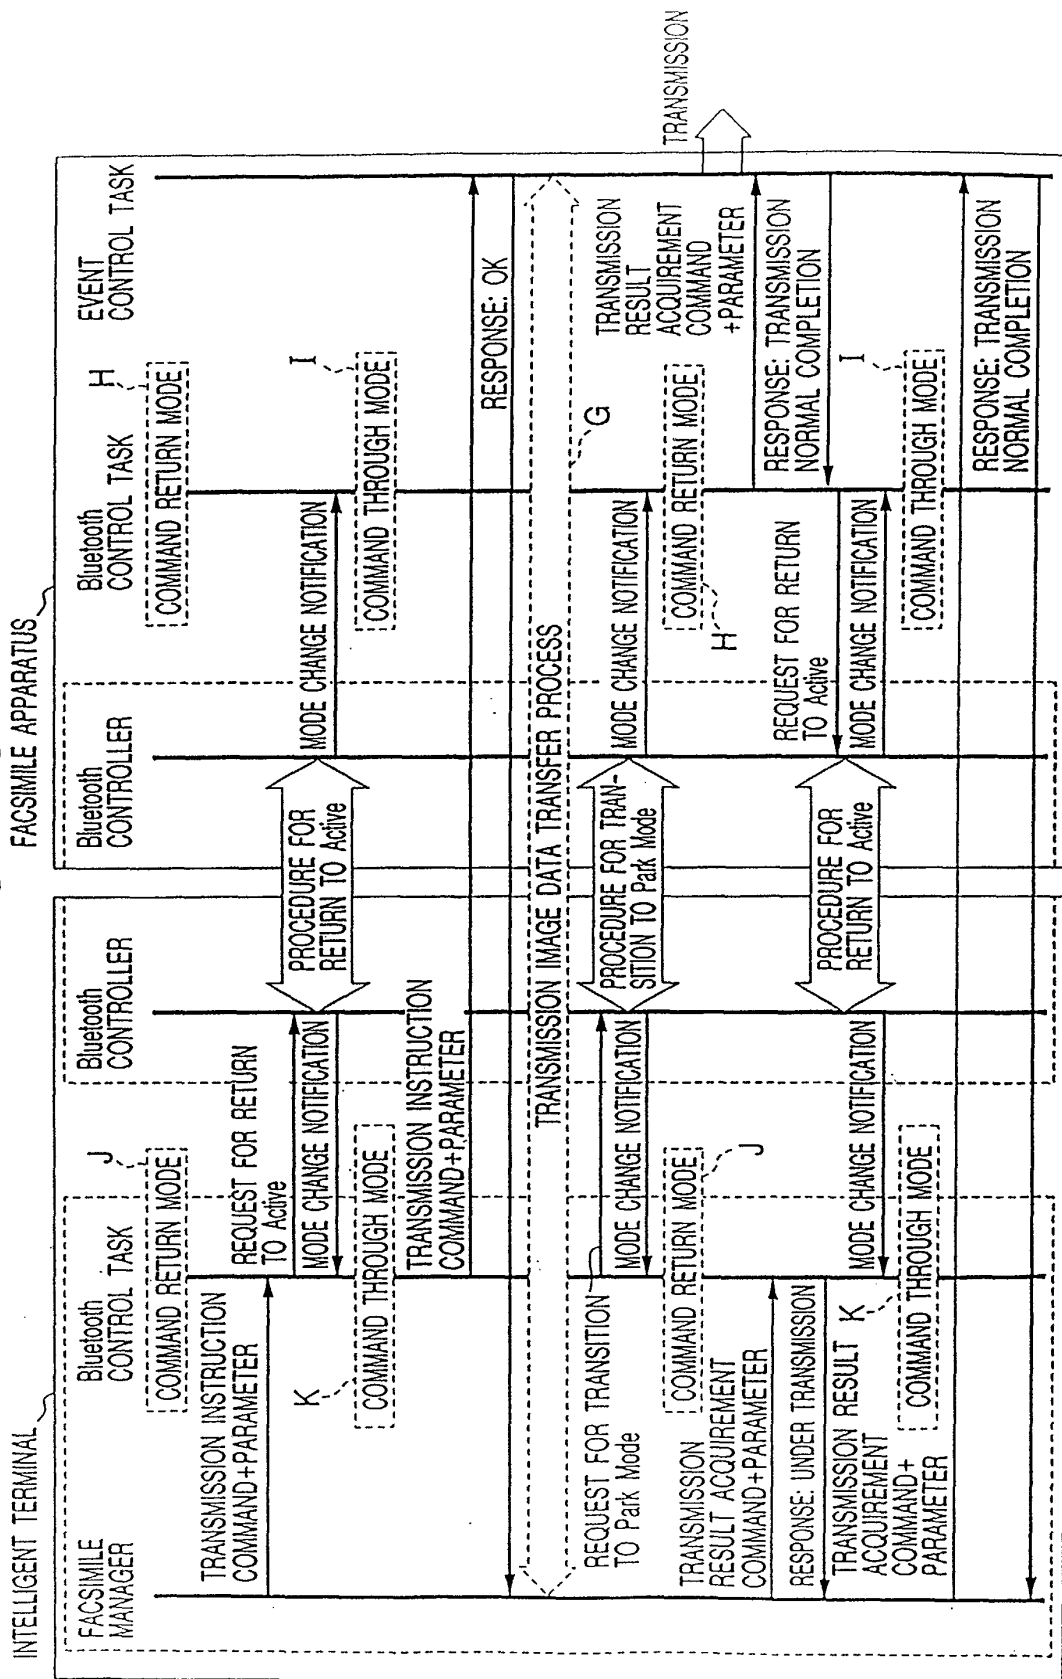 INTELLIGENT TERMINAL
FACSIMILE APPARATUS
FACSIMILE
MANAGER
Bluetooth
CONTROL TASK
Bluetooth
CONTROLLER
Bluetooth
CONTROLLER
Bluetooth
CONTROL TASK
EVENT
CONTROL TASK
COMMAND RETURN MODE
J
COMMAND RETURN MODE
H
TRANSMISSION INSTRUCTION
COMMAND+PARAMETER
REQUEST FOR RETURN
TO Active
PROCEDURE FOR
RETURN TO Active
MODE CHANGE NOTIFICATION
MODE CHANGE NOTIFICATION
K
COMMAND THROUGH MODE
COMMAND THROUGH MODE
I
TRANSMISSION INSTRUCTION
COMMAND+PARAMETER
RESPONSE: OK
TRANSMISSION IMAGE DATA TRANSFER PROCESS
G
REQUEST FOR TRANSITION
TO Park Mode
PROCEDURE FOR TRAN-
SITION TO Park Mode
MODE CHANGE NOTIFICATION
MODE CHANGE NOTIFICATION
COMMAND RETURN MODE
J
H
COMMAND RETURN MODE
TRANSMISSION
RESULT
ACQUIREMENT
COMMAND
+PARAMETER
TRANSMISSION
TRANSMISSION
RESULT ACQUIREMENT
COMMAND+PARAMETER
RESPONSE: UNDER TRANSMISSION
RESPONSE: TRANSMISSION
NORMAL COMPLETION
REQUEST FOR RETURN
TO Active
PROCEDURE FOR
RETURN TO Active
MODE CHANGE NOTIFICATION
MODE CHANGE NOTIFICATION
TRANSMISSION RESULT
ACQUIREMENT
COMMAND+
PARAMETER
K
COMMAND THROUGH MODE
COMMAND THROUGH MODE
I
RESPONSE: TRANSMISSION
NORMAL COMPLETION